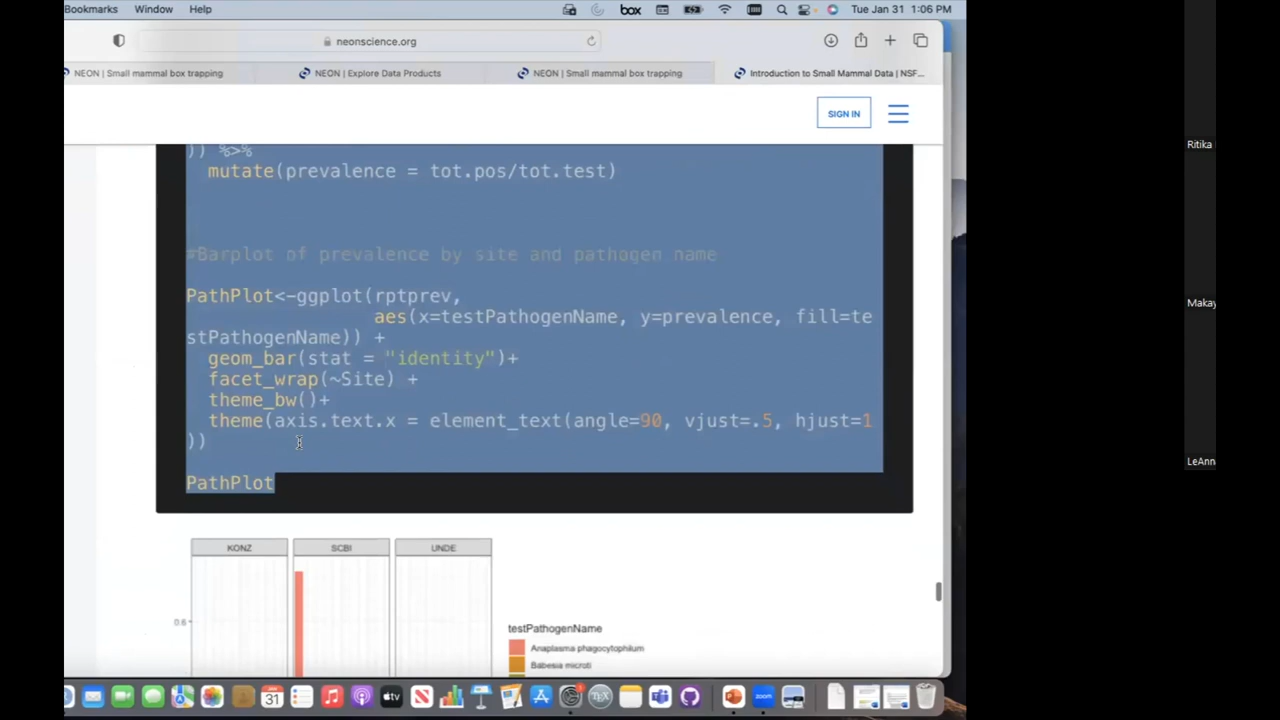 Bookmarks Window Help box Tue Jan 31 1:06 PM
neonscience.org
NEON | Small mammal box trapping NEON | Explore Data Products NEON | Small mammal box trapping Introduction to Small Mammal Data | NSF...
SIGN IN
)) %>%
mutate(prevalence = tot.pos/tot.test)
#Barplot of prevalence by site and pathogen name
PathPlot<-ggplot(rptprev,
aes(x=testPathogenName, y=prevalence, fill=te
stPathogenName)) +
geom_bar(stat = "identity")+
facet_wrap(~Site) +
theme_bw()+
theme(axis.text.x = element_text(angle=90, vjust=.5, hjust=1
))
PathPlot
KONZ SCBI UNDE
0.6
testPathogenName
Anaplasma phagocytophilum
Babesia microti
Ritika
Makay
LeAnn
31
tv